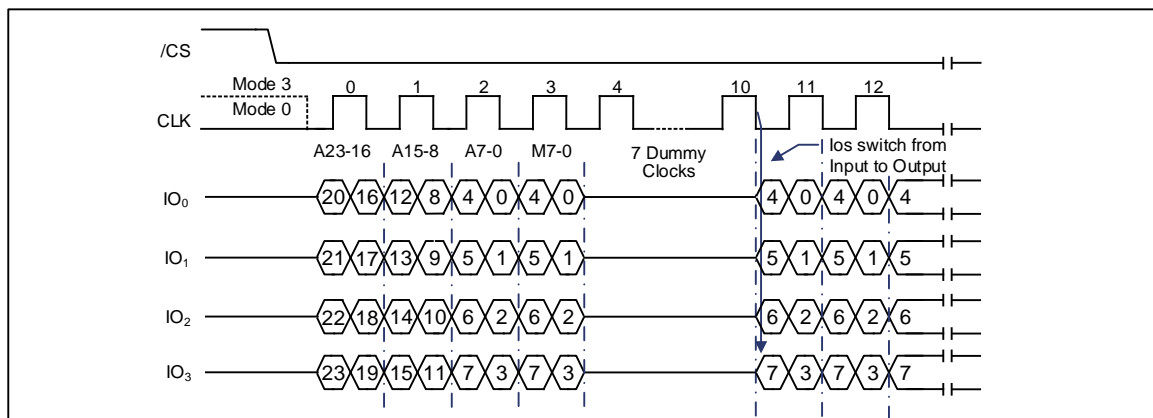 /CS
Mode 3
0 1 2 3 4 10 11 12
Mode 0
CLK
A23-16 A15-8 A7-0 M7-0 7 Dummy Clocks
Ios switch from
Input to Output
IO0 20 16 12 8 4 0 4 0 4 0 4 0 4
IO1 21 17 13 9 5 1 5 1 5 1 5 1 5
IO2 22 18 14 10 6 2 6 2 6 2 6 2 6
IO3 23 19 15 11 7 3 7 3 7 3 7 3 7